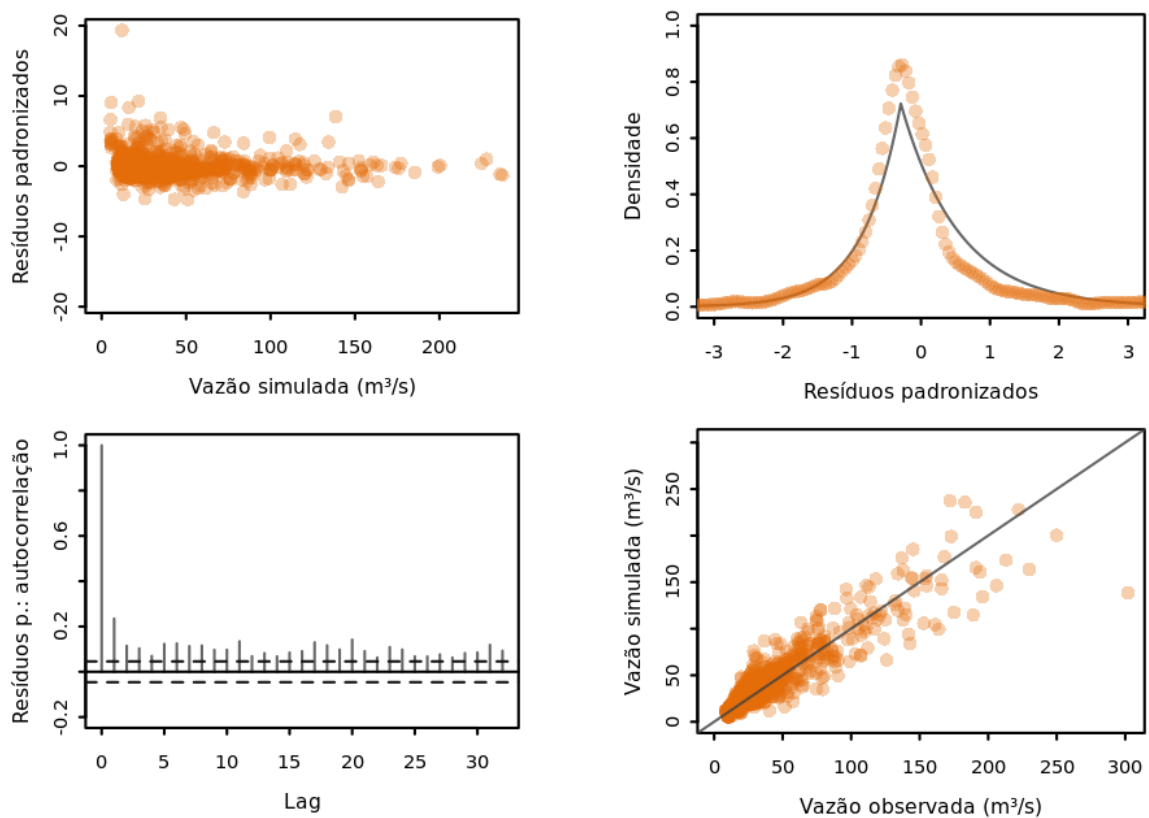 20
10
0
-10
-20
Resíduos padronizados
0 50 100 150 200
Vazão simulada (m³/s)
1.0
0.8
0.6
0.4
0.2
0.0
Densidade
-3 -2 -1 0 1 2 3
Resíduos padronizados
1.0
0.6
0.2
-0.2
Resíduos p.: autocorrelação
0 5 10 15 20 25 30
Lag
250
150
50
0
Vazão simulada (m³/s)
0 50 100 150 200 250 300
Vazão observada (m³/s)